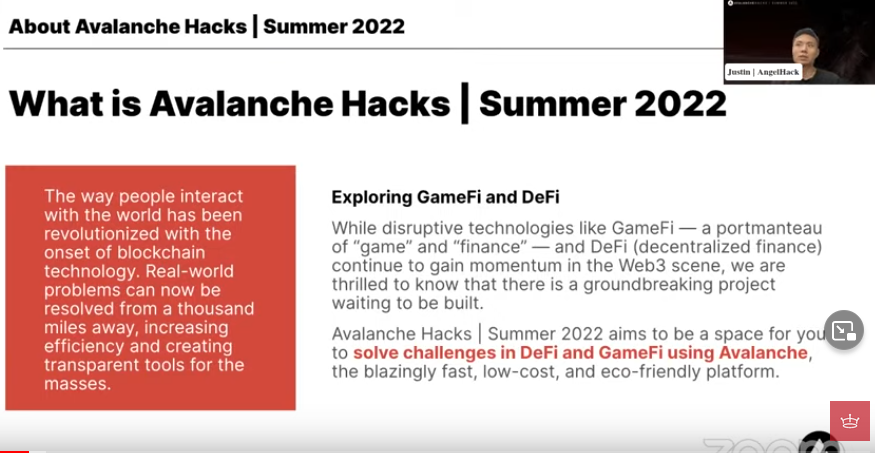 About Avalanche Hacks | Summer 2022
Justin | AngelHack
What is Avalanche Hacks | Summer 2022
The way people interact
with the world has been
revolutionized with the
onset of blockchain
technology. Real-world
problems can now be
resolved from a thousand
miles away, increasing
efficiency and creating
transparent tools for the
masses.
Exploring GameFi and DeFi
While disruptive technologies like GameFi — a portmanteau
of “game” and “finance” — and DeFi (decentralized finance)
continue to gain momentum in the Web3 scene, we are
thrilled to know that there is a groundbreaking project
waiting to be built.
Avalanche Hacks | Summer 2022 aims to be a space for you
to solve challenges in DeFi and GameFi using Avalanche,
the blazingly fast, low-cost, and eco-friendly platform.
zoom